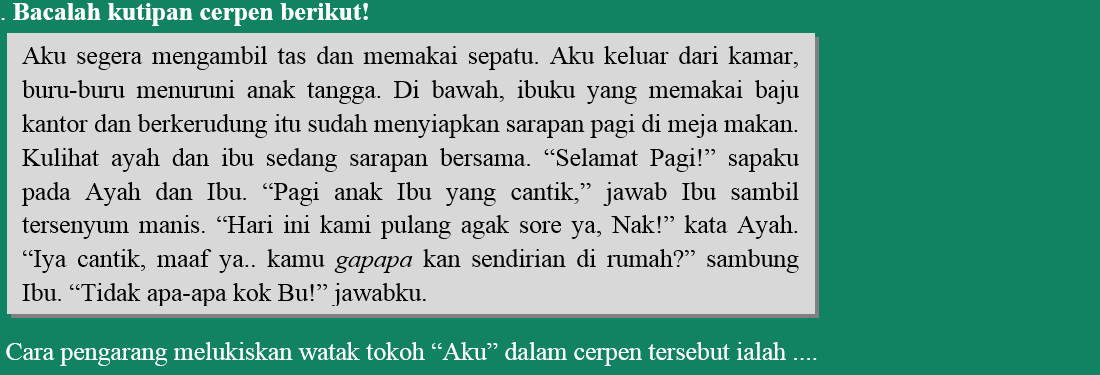 . Bacalah kutipan cerpen berikut!
Aku segera mengambil tas dan memakai sepatu. Aku keluar dari kamar,
buru-buru menuruni anak tangga. Di bawah, ibuku yang memakai baju
kantor dan berkerudung itu sudah menyiapkan sarapan pagi di meja makan.
Kulihat ayah dan ibu sedang sarapan bersama. “Selamat Pagi!” sapaku
pada Ayah dan Ibu. “Pagi anak Ibu yang cantik,” jawab Ibu sambil
tersenyum manis. “Hari ini kami pulang agak sore ya, Nak!” kata Ayah.
“Iya cantik, maaf ya.. kamu gapapa kan sendirian di rumah?” sambung
Ibu. “Tidak apa-apa kok Bu!” jawabku.
Cara pengarang melukiskan watak tokoh “Aku” dalam cerpen tersebut ialah ....